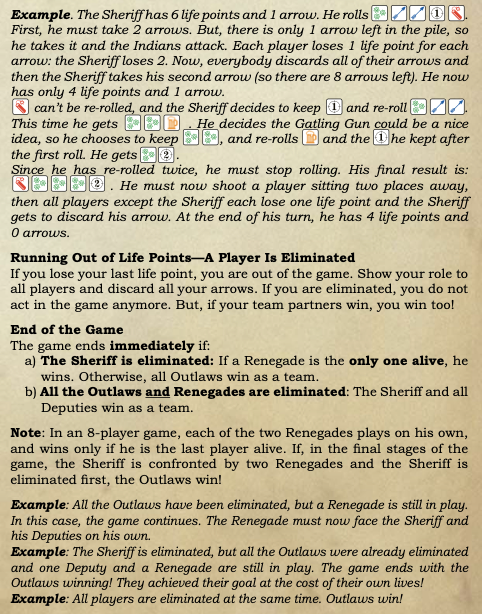 Example. The Sheriff has 6 life points and 1 arrow. He rolls 1 .
First, he must take 2 arrows. But, there is only 1 arrow left in the pile, so
he takes it and the Indians attack. Each player loses 1 life point for each
arrow: the Sheriff loses 2. Now, everybody discards all of their arrows and
then the Sheriff takes his second arrow (so there are 8 arrows left). He now
has only 4 life points and 1 arrow.
can't be re-rolled, and the Sheriff decides to keep 1 and re-roll .
This time he gets . He decides the Gatling Gun could be a nice
idea, so he chooses to keep , and re-rolls and the 1 he kept after
the first roll. He gets 2 .
Since he has re-rolled twice, he must stop rolling. His final result is:
2 . He must now shoot a player sitting two places away,
then all players except the Sheriff each lose one life point and the Sheriff
gets to discard his arrow. At the end of his turn, he has 4 life points and
0 arrows.
Running Out of Life Points—A Player Is Eliminated
If you lose your last life point, you are out of the game. Show your role to
all players and discard all your arrows. If you are eliminated, you do not
act in the game anymore. But, if your team partners win, you win too!
End of the Game
The game ends immediately if:
a) The Sheriff is eliminated: If a Renegade is the only one alive, he
wins. Otherwise, all Outlaws win as a team.
b) All the Outlaws and Renegades are eliminated: The Sheriff and all
Deputies win as a team.
Note: In an 8-player game, each of the two Renegades plays on his own,
and wins only if he is the last player alive. If, in the final stages of the
game, the Sheriff is confronted by two Renegades and the Sheriff is
eliminated first, the Outlaws win!
Example: All the Outlaws have been eliminated, but a Renegade is still in play.
In this case, the game continues. The Renegade must now face the Sheriff and
his Deputies on his own.
Example: The Sheriff is eliminated, but all the Outlaws were already eliminated
and one Deputy and a Renegade are still in play. The game ends with the
Outlaws winning! They achieved their goal at the cost of their own lives!
Example: All players are eliminated at the same time. Outlaws win!